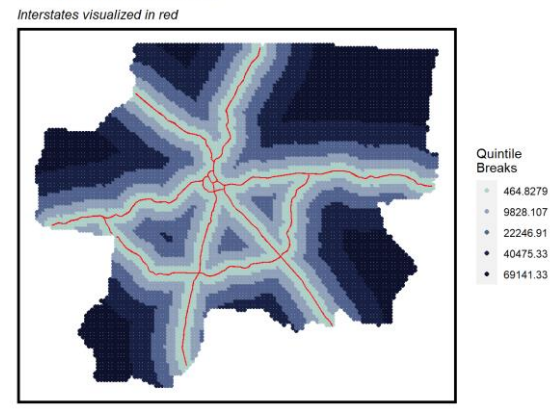 Interstates visualized in red
Quintile
Breaks
464.8279
9828.107
22246.91
40475.33
69141.33